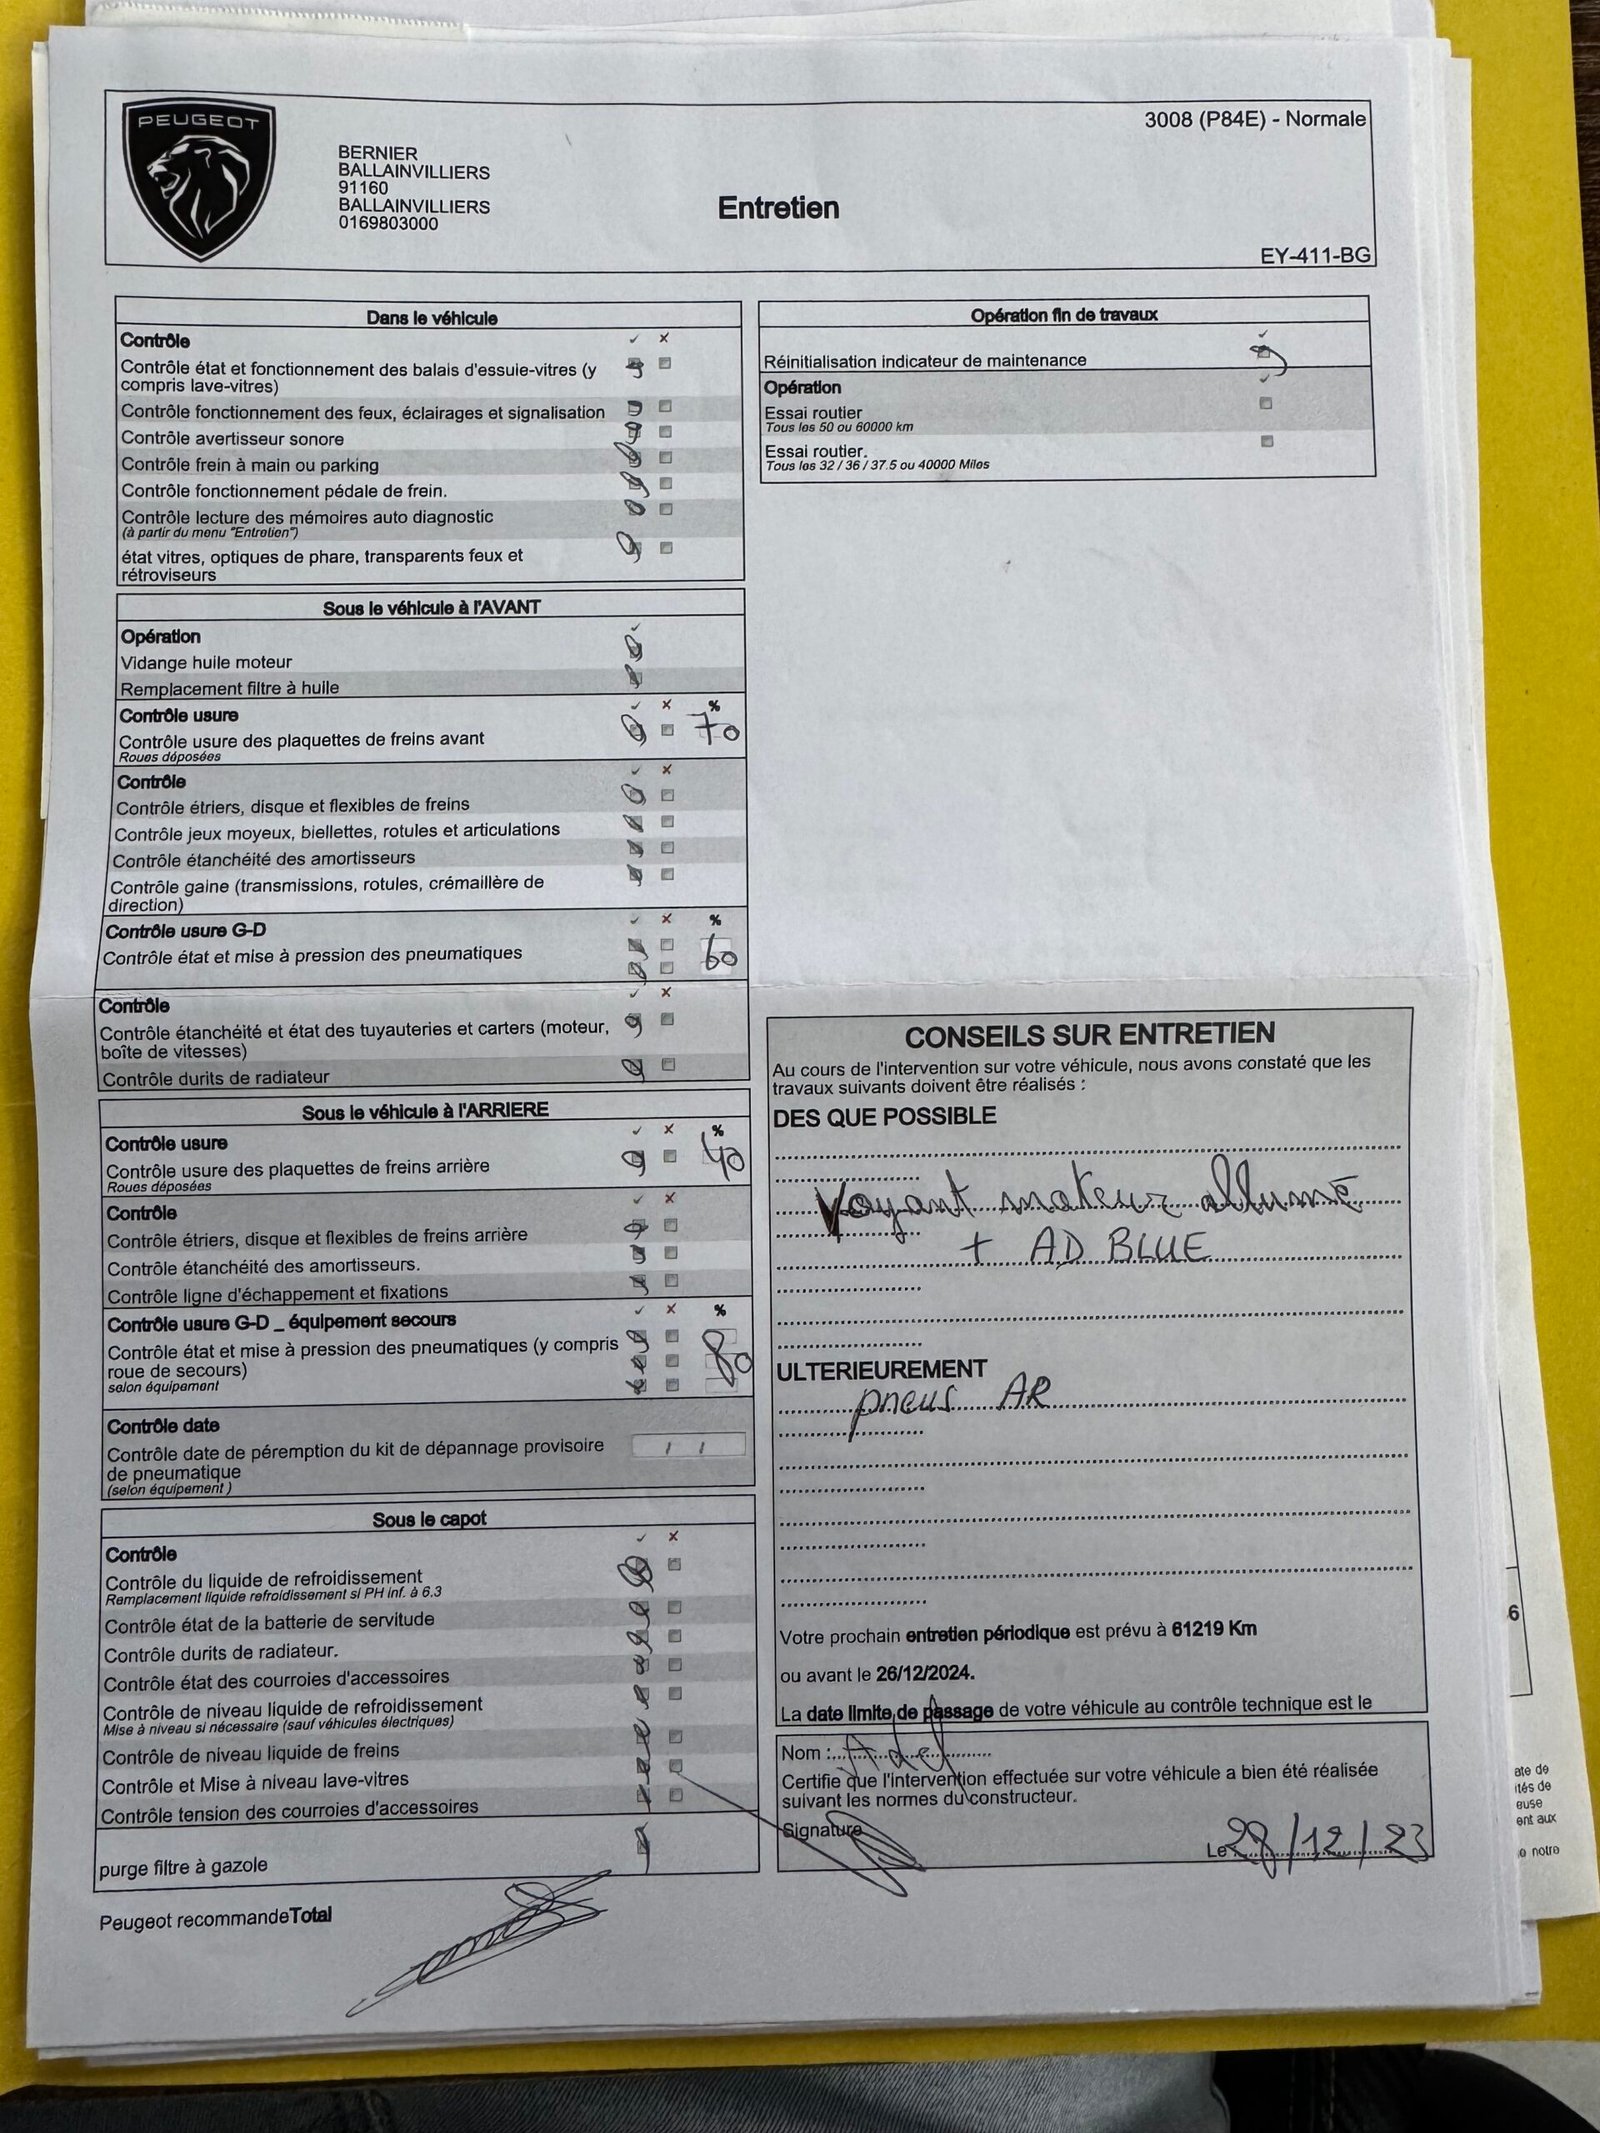 PEUGEOT
BERNIER
BALLAINVILLIERS
91160
BALLAINVILLIERS
0169803000
Entretien
3008 (P84E) - Normale
EY-411-BG
Dans le véhicule
Contrôle ✓ ✗
Contrôle état et fonctionnement des balais d'essuie-vitres (y
compris lave-vitres)
Contrôle fonctionnement des feux, éclairages et signalisation
Contrôle avertisseur sonore
Contrôle frein à main ou parking
Contrôle fonctionnement pédale de frein.
Contrôle lecture des mémoires auto diagnostic
(à partir du menu "Entretien")
état vitres, optiques de phare, transparents feux et
rétroviseurs
Sous le véhicule à l'AVANT
Opération ✓
Vidange huile moteur
Remplacement filtre à huile
Contrôle usure ✓ ✗ %
Contrôle usure des plaquettes de freins avant 70
Roues déposées
Contrôle ✓ ✗
Contrôle étriers, disque et flexibles de freins
Contrôle jeux moyeux, biellettes, rotules et articulations
Contrôle étanchéité des amortisseurs
Contrôle gaine (transmissions, rotules, crémaillère de
direction)
Contrôle usure G-D ✓ ✗ %
Contrôle état et mise à pression des pneumatiques 60
Contrôle ✓ ✗
Contrôle étanchéité et état des tuyauteries et carters (moteur,
boîte de vitesses)
Contrôle durits de radiateur
Sous le véhicule à l'ARRIERE
Contrôle usure ✓ ✗ %
Contrôle usure des plaquettes de freins arrière 40
Roues déposées
Contrôle ✓ ✗
Contrôle étriers, disque et flexibles de freins arrière
Contrôle étanchéité des amortisseurs.
Contrôle ligne d'échappement et fixations
Contrôle usure G-D _ équipement secours ✓ ✗ %
Contrôle état et mise à pression des pneumatiques (y compris 80
roue de secours)
selon équipement
Contrôle date
Contrôle date de péremption du kit de dépannage provisoire / /
de pneumatique
(selon équipement )
Sous le capot
Contrôle ✓ ✗
Contrôle du liquide de refroidissement
Remplacement liquide refroidissement si PH inf. à 6.3
Contrôle état de la batterie de servitude
Contrôle durits de radiateur.
Contrôle état des courroies d'accessoires
Contrôle de niveau liquide de refroidissement
Mise à niveau si nécessaire (sauf véhicules électriques)
Contrôle de niveau liquide de freins
Contrôle et Mise à niveau lave-vitres
Contrôle tension des courroies d'accessoires
purge filtre à gazole
Peugeot recommandeTotal
Opération fin de travaux
✓
Réinitialisation indicateur de maintenance
Opération ✓
Essai routier
Tous les 50 ou 60000 km
Essai routier.
Tous les 32 / 36 / 37.5 ou 40000 Miles
CONSEILS SUR ENTRETIEN
Au cours de l'intervention sur votre véhicule, nous avons constaté que les
travaux suivants doivent être réalisés :
DES QUE POSSIBLE
Voyant moteur allumé
+ AD BLUE
ULTERIEUREMENT
pneus AR
Votre prochain entretien périodique est prévu à 61219 Km
ou avant le 26/12/2024.
La date limite de passage de votre véhicule au contrôle technique est le
Nom : Adel
Certifie que l'intervention effectuée sur votre véhicule a bien été réalisée
suivant les normes du constructeur.
Signature
Le 28/12/23
6
ate de
ités de
euse
ent aux
notre